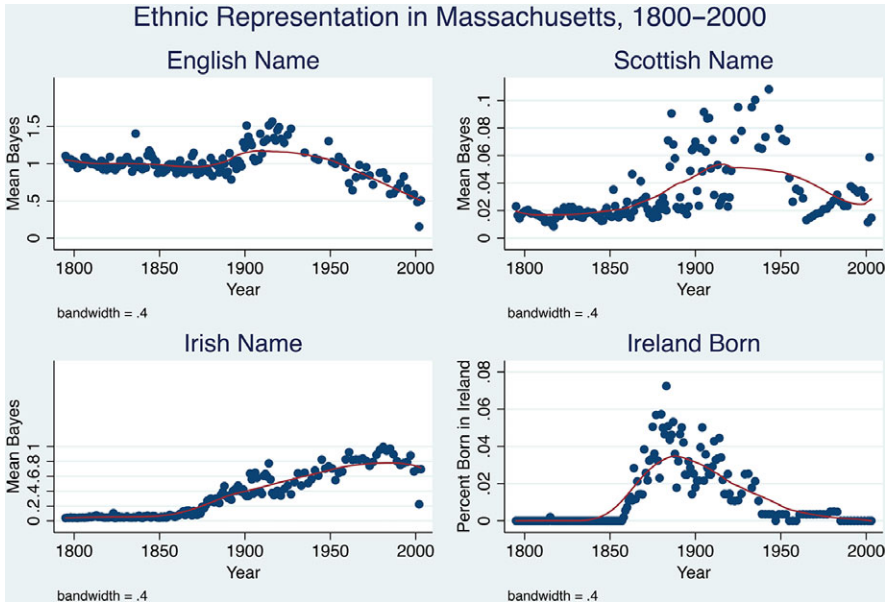 Ethnic Representation in Massachusetts, 1800–2000
English Name
Mean Bayes
0 .5 1 1.5
1800 1850 1900 1950 2000
Year
bandwidth = .4
Scottish Name
Mean Bayes
0 .02 .04 .06 .08 .1
1800 1850 1900 1950 2000
Year
bandwidth = .4
Irish Name
Mean Bayes
0 .2 .4 .6 .8 1
1800 1850 1900 1950 2000
Year
bandwidth = .4
Ireland Born
Percent Born in Ireland
0 .02 .04 .06 .08
1800 1850 1900 1950 2000
Year
bandwidth = .4